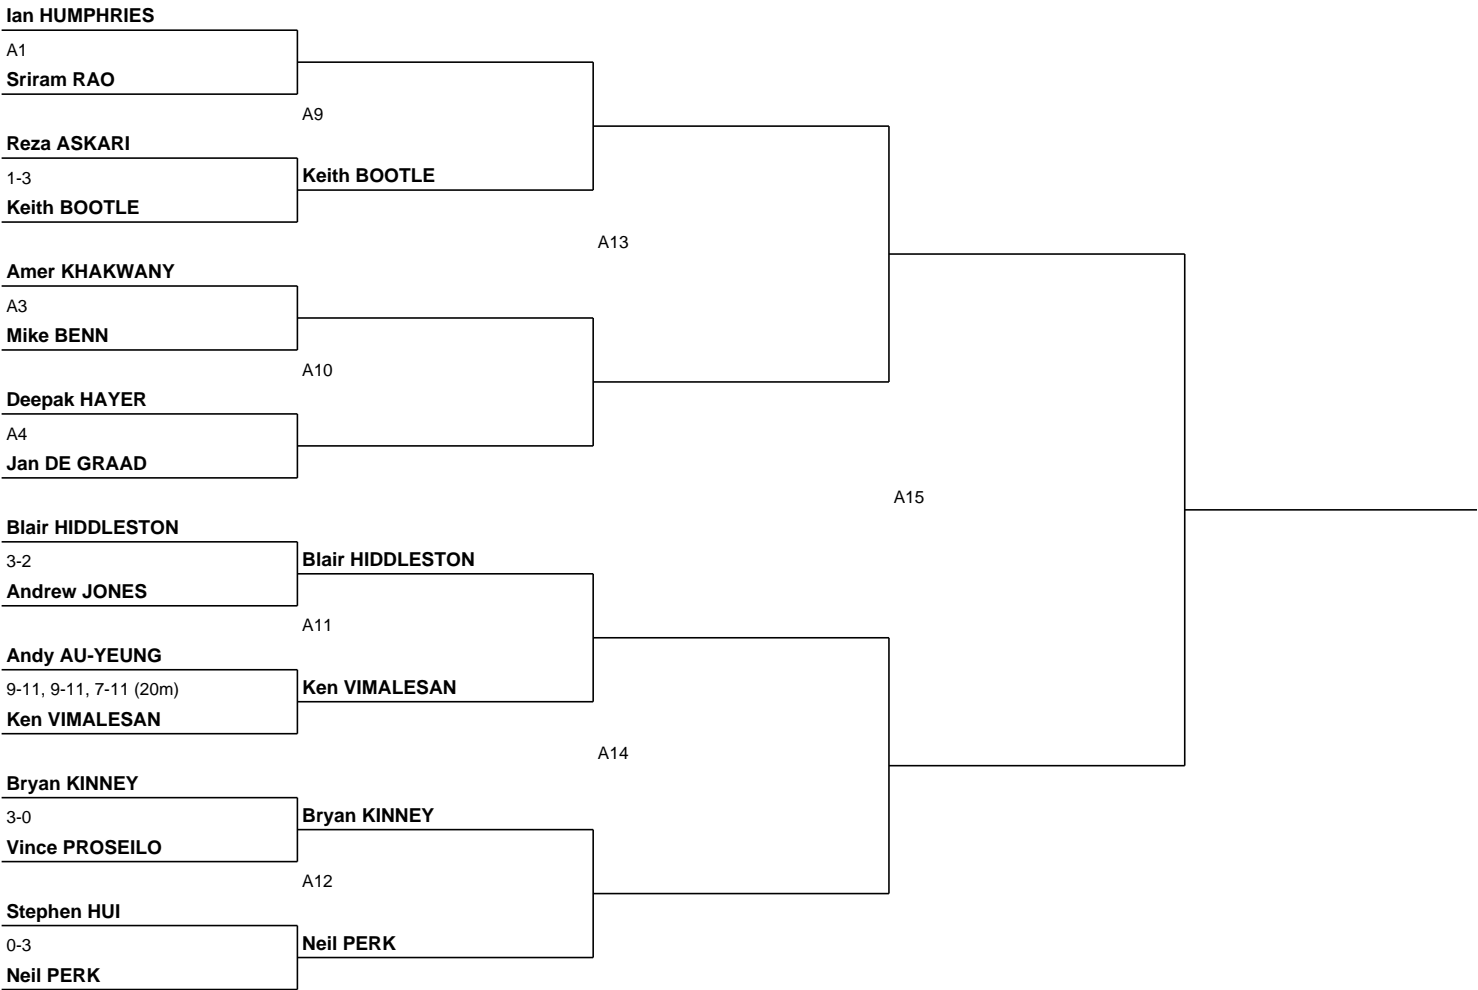 Ian HUMPHRIES
A1
Sriram RAO
A9
Reza ASKARI
1-3
Keith BOOTLE
Keith BOOTLE
A13
Amer KHAKWANY
A3
Mike BENN
A10
Deepak HAYER
A4
Jan DE GRAAD
A15
Blair HIDDLESTON
3-2
Blair HIDDLESTON
Andrew JONES
A11
Andy AU-YEUNG
9-11, 9-11, 7-11 (20m)
Ken VIMALESAN
Ken VIMALESAN
A14
Bryan KINNEY
3-0
Bryan KINNEY
Vince PROSEILO
A12
Stephen HUI
0-3
Neil PERK
Neil PERK